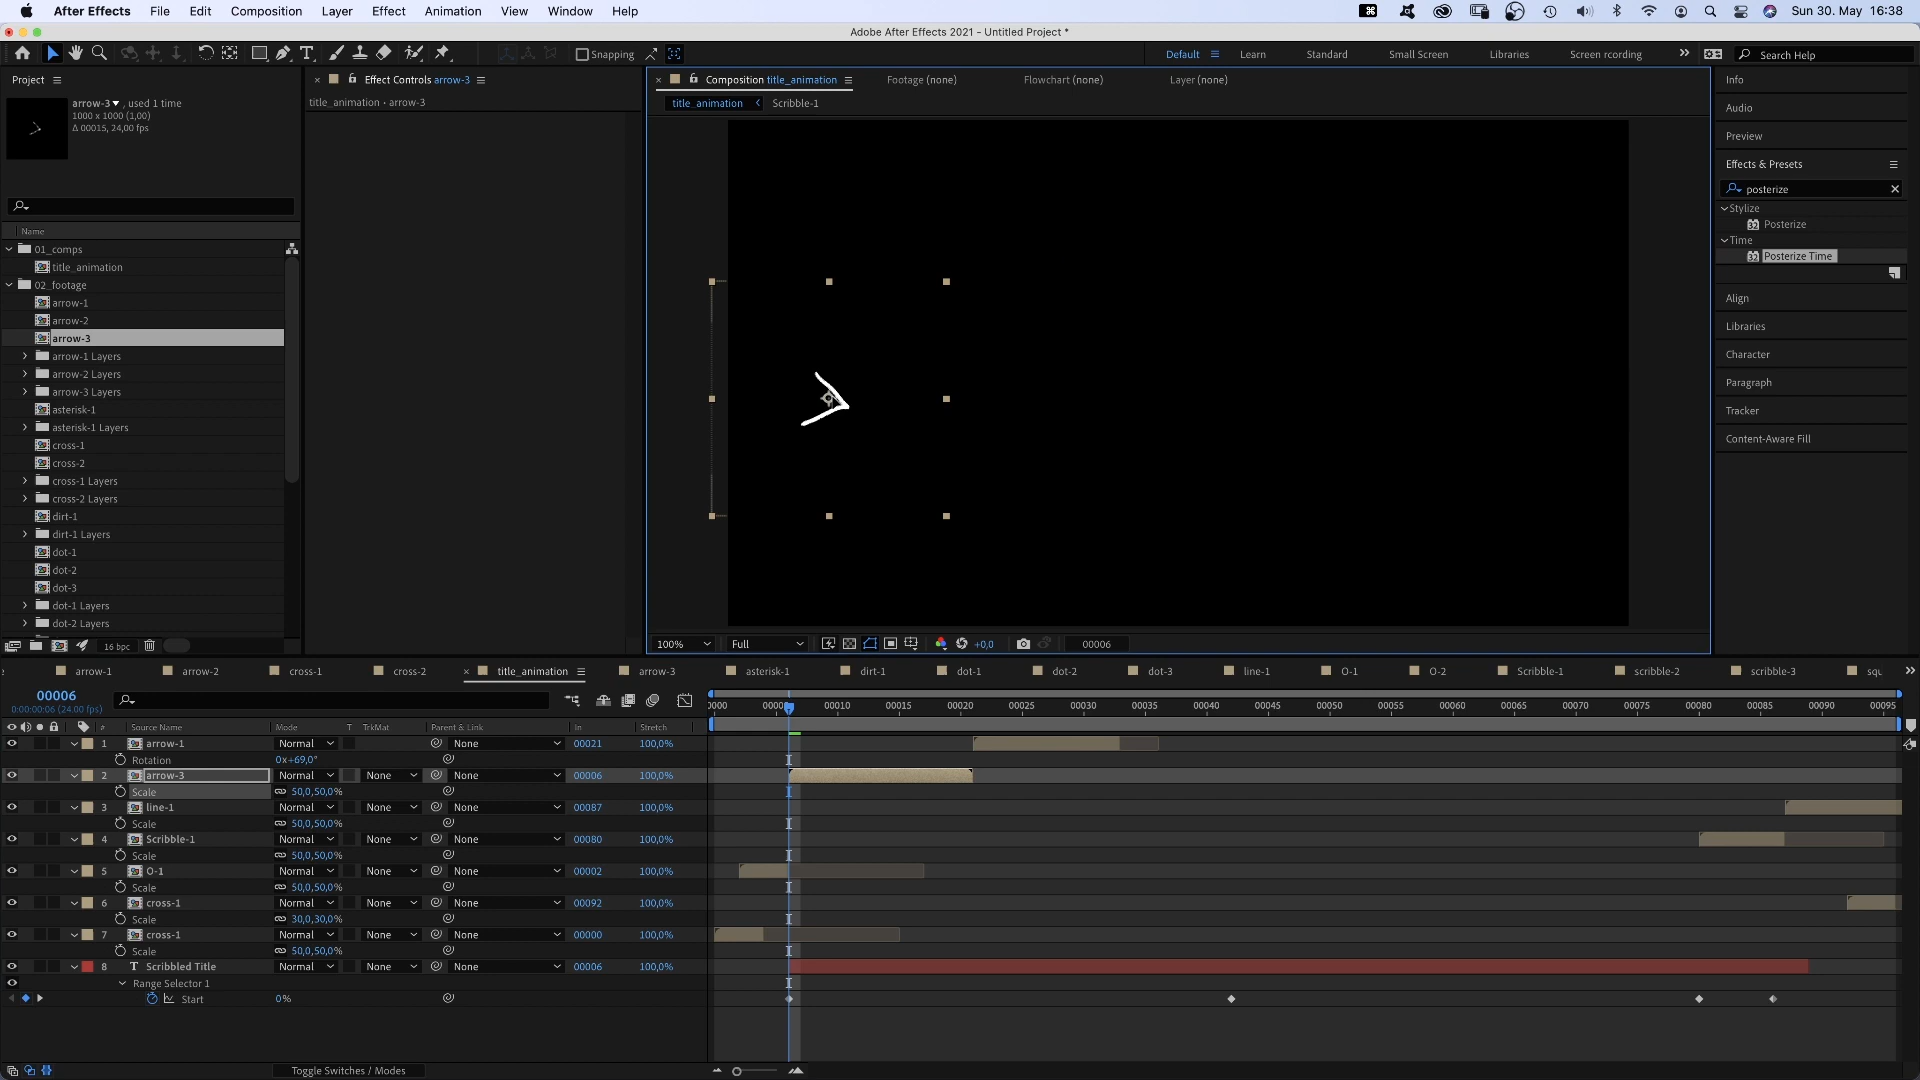 After Effects File Edit Composition Layer Effect Animation View Window Help Sun 30. May 16:38
Adobe After Effects 2021 - Untitled Project *
Snapping Default Learn Standard Small Screen Libraries Screen recording Search Help
Project
arrow-3 , used 1 time
1000 x 1000 (1,00)
Δ 00015, 24,00 fps
Name
01_comps
title_animation
02_footage
arrow-1
arrow-2
arrow-3
arrow-1 Layers
arrow-2 Layers
arrow-3 Layers
asterisk-1
asterisk-1 Layers
cross-1
cross-2
cross-1 Layers
cross-2 Layers
dirt-1
dirt-1 Layers
dot-1
dot-2
dot-3
dot-1 Layers
dot-2 Layers
16 bpc
Effect Controls arrow-3
title_animation · arrow-3
Composition title_animation Footage (none) Flowchart (none) Layer (none)
title_animation Scribble-1
100% Full +0,0 00006
Info
Audio
Preview
Effects & Presets
posterize
Stylize
32 Posterize
Time
32 Posterize Time
Align
Libraries
Character
Paragraph
Tracker
Content-Aware Fill
arrow-1 arrow-2 cross-1 cross-2 title_animation arrow-3 asterisk-1 dirt-1 dot-1 dot-2 dot-3 line-1 O-1 O-2 Scribble-1 scribble-2 scribble-3 squ
00006
0:00:00:06 (24.00 fps)
0000 0000 00010 00015 00020 00025 00030 00035 00040 00045 00050 00055 00060 00065 00070 00075 00080 00085 00090 00095
# Source Name Mode T TrkMat Parent & Link In Stretch
1 arrow-1 Normal None 00021 100,0%
Rotation 0x+69,0°
2 arrow-3 Normal None None 00006 100,0%
Scale 50,0,50,0%
3 line-1 Normal None None 00087 100,0%
Scale 50,0,50,0%
4 Scribble-1 Normal None None 00080 100,0%
Scale 50,0,50,0%
5 O-1 Normal None None 00002 100,0%
Scale 50,0,50,0%
6 cross-1 Normal None None 00092 100,0%
Scale 30,0,30,0%
7 cross-1 Normal None None 00000 100,0%
Scale 50,0,50,0%
8 T Scribbled Title Normal None None 00006 100,0%
Range Selector 1
Start 0%
Toggle Switches / Modes